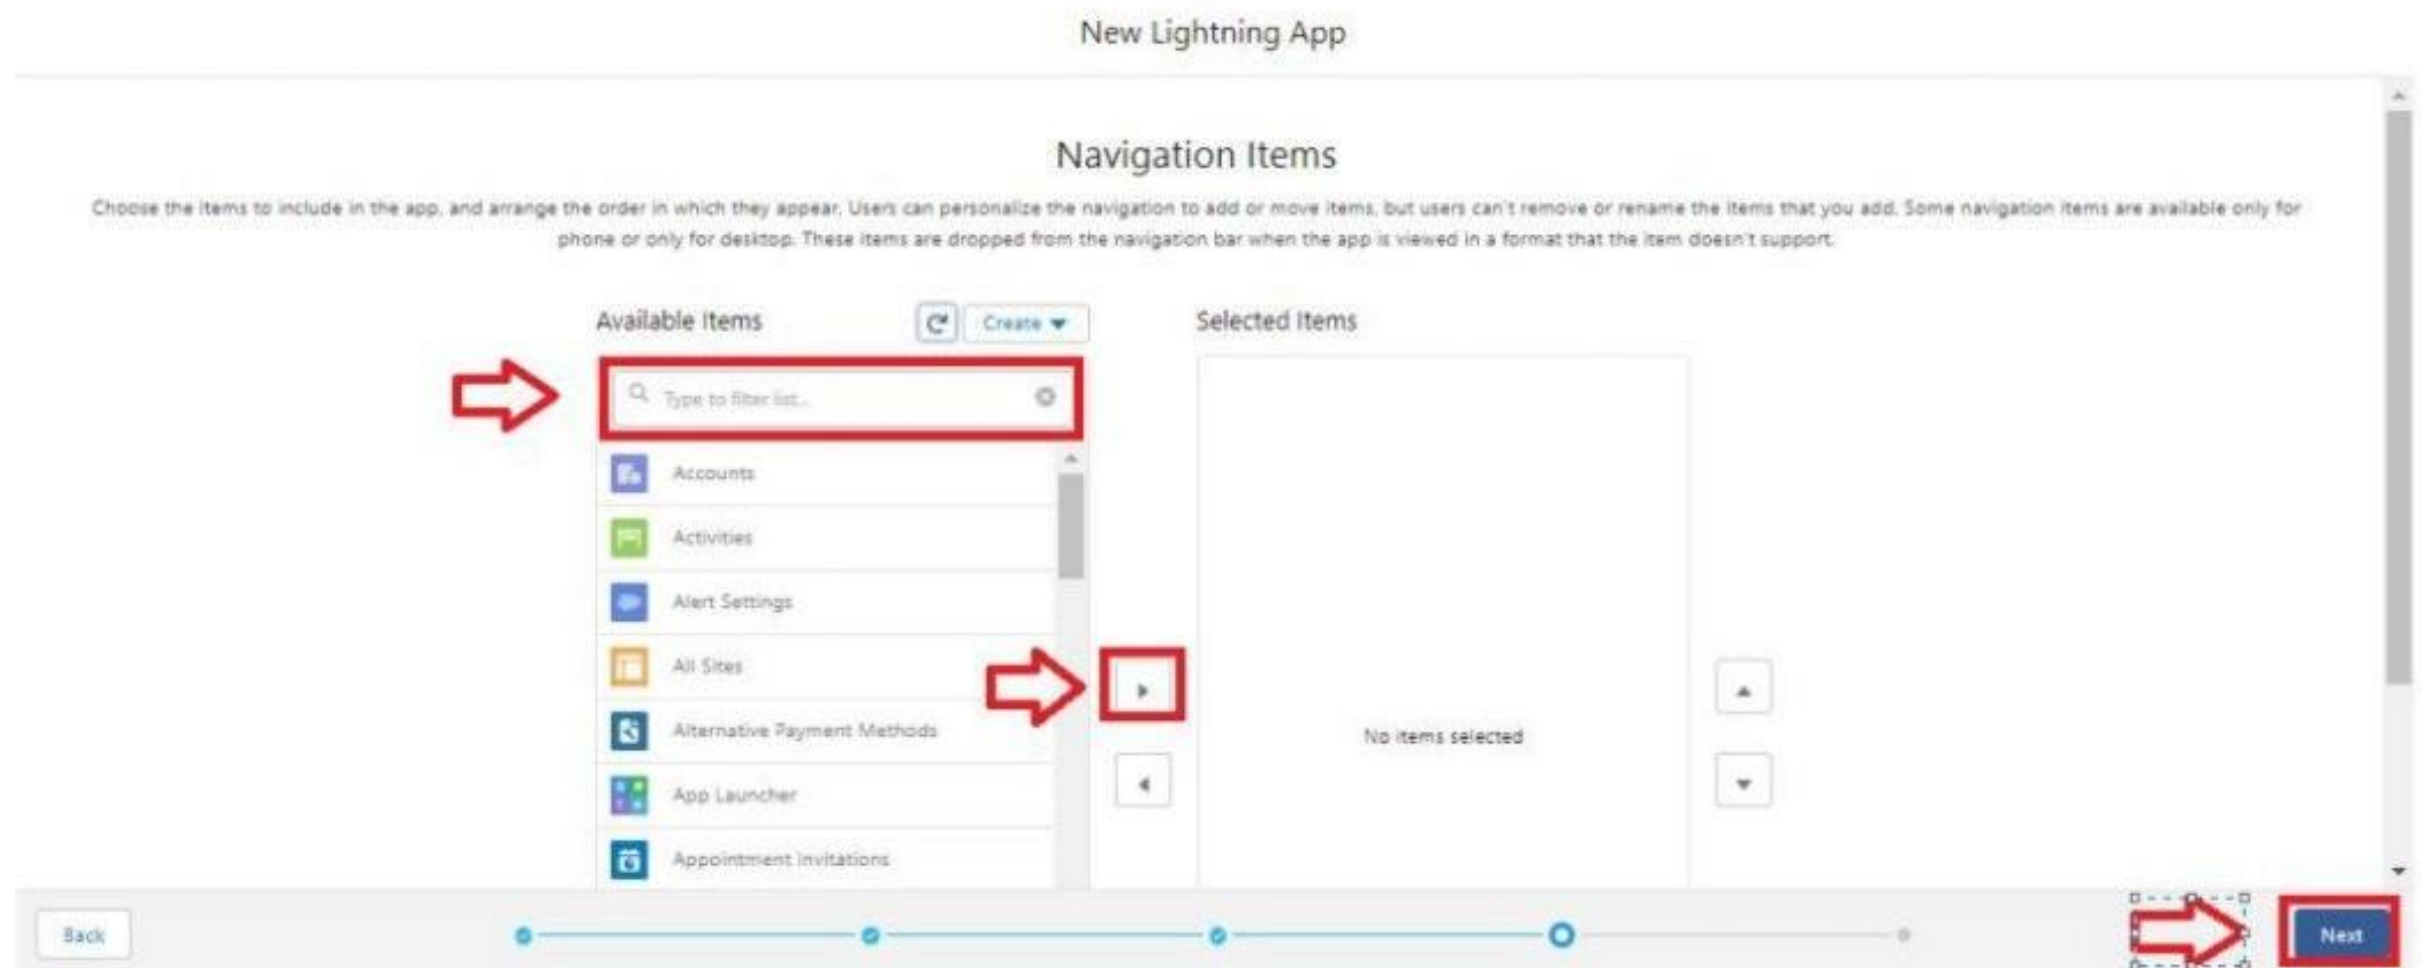 New Lightning App
Navigation Items
Choose the items to include in the app, and arrange the order in which they appear. Users can personalize the navigation to add or move items, but users can't remove or rename the items that you add. Some navigation items are available only for
phone or only for desktop. These items are dropped from the navigation bar when the app is viewed in a format that the item doesn't support.
Available Items
Create
Selected Items
Type to filter list...
Accounts
Activities
Alert Settings
All Sites
Alternative Payment Methods
No items selected
App Launcher
Appointment Invitations
Back
Next